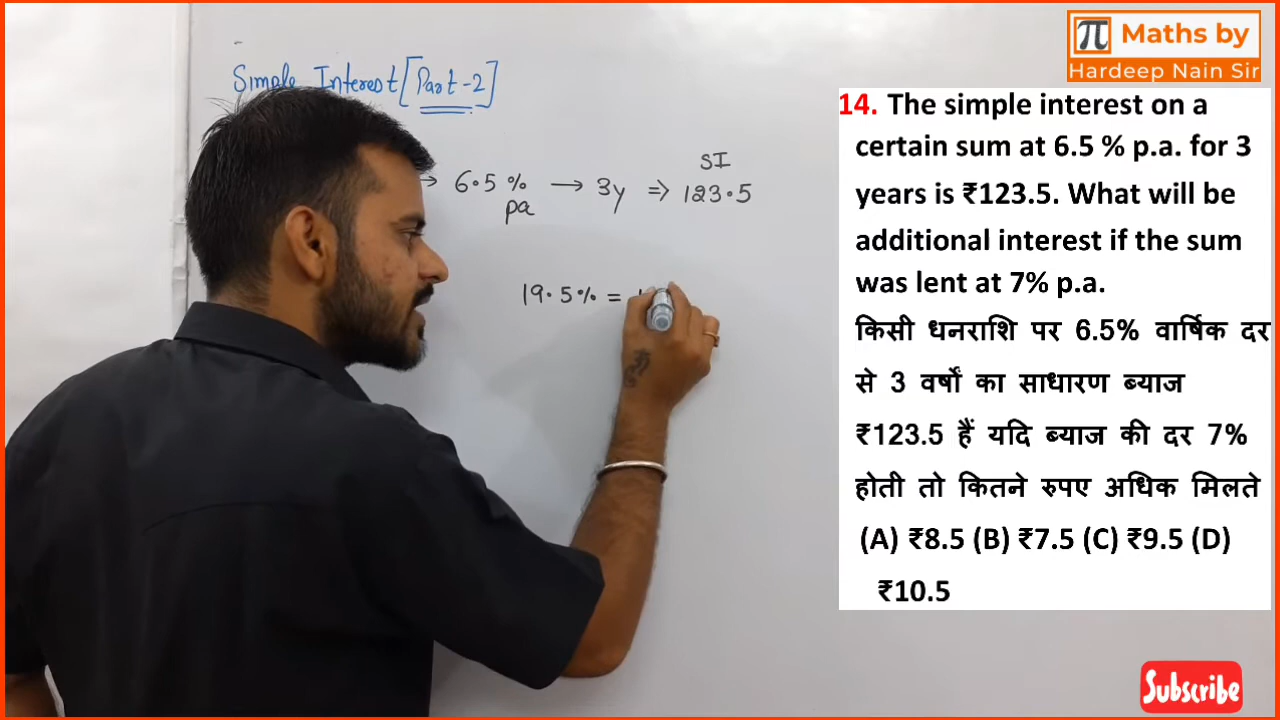 Maths by
Hardeep Nain Sir
Simple Interest [Part-2]
SI
→ 6.5% → 3y ⇒ 123.5
pa
19.5% =
14. The simple interest on a
certain sum at 6.5 % p.a. for 3
years is ₹123.5. What will be
additional interest if the sum
was lent at 7% p.a.
किसी धनराशि पर 6.5% वार्षिक दर
से 3 वर्षों का साधारण ब्याज
₹123.5 हैं यदि ब्याज की दर 7%
होती तो कितने रुपए अधिक मिलते
(A) ₹8.5 (B) ₹7.5 (C) ₹9.5 (D)
₹10.5
Subscribe